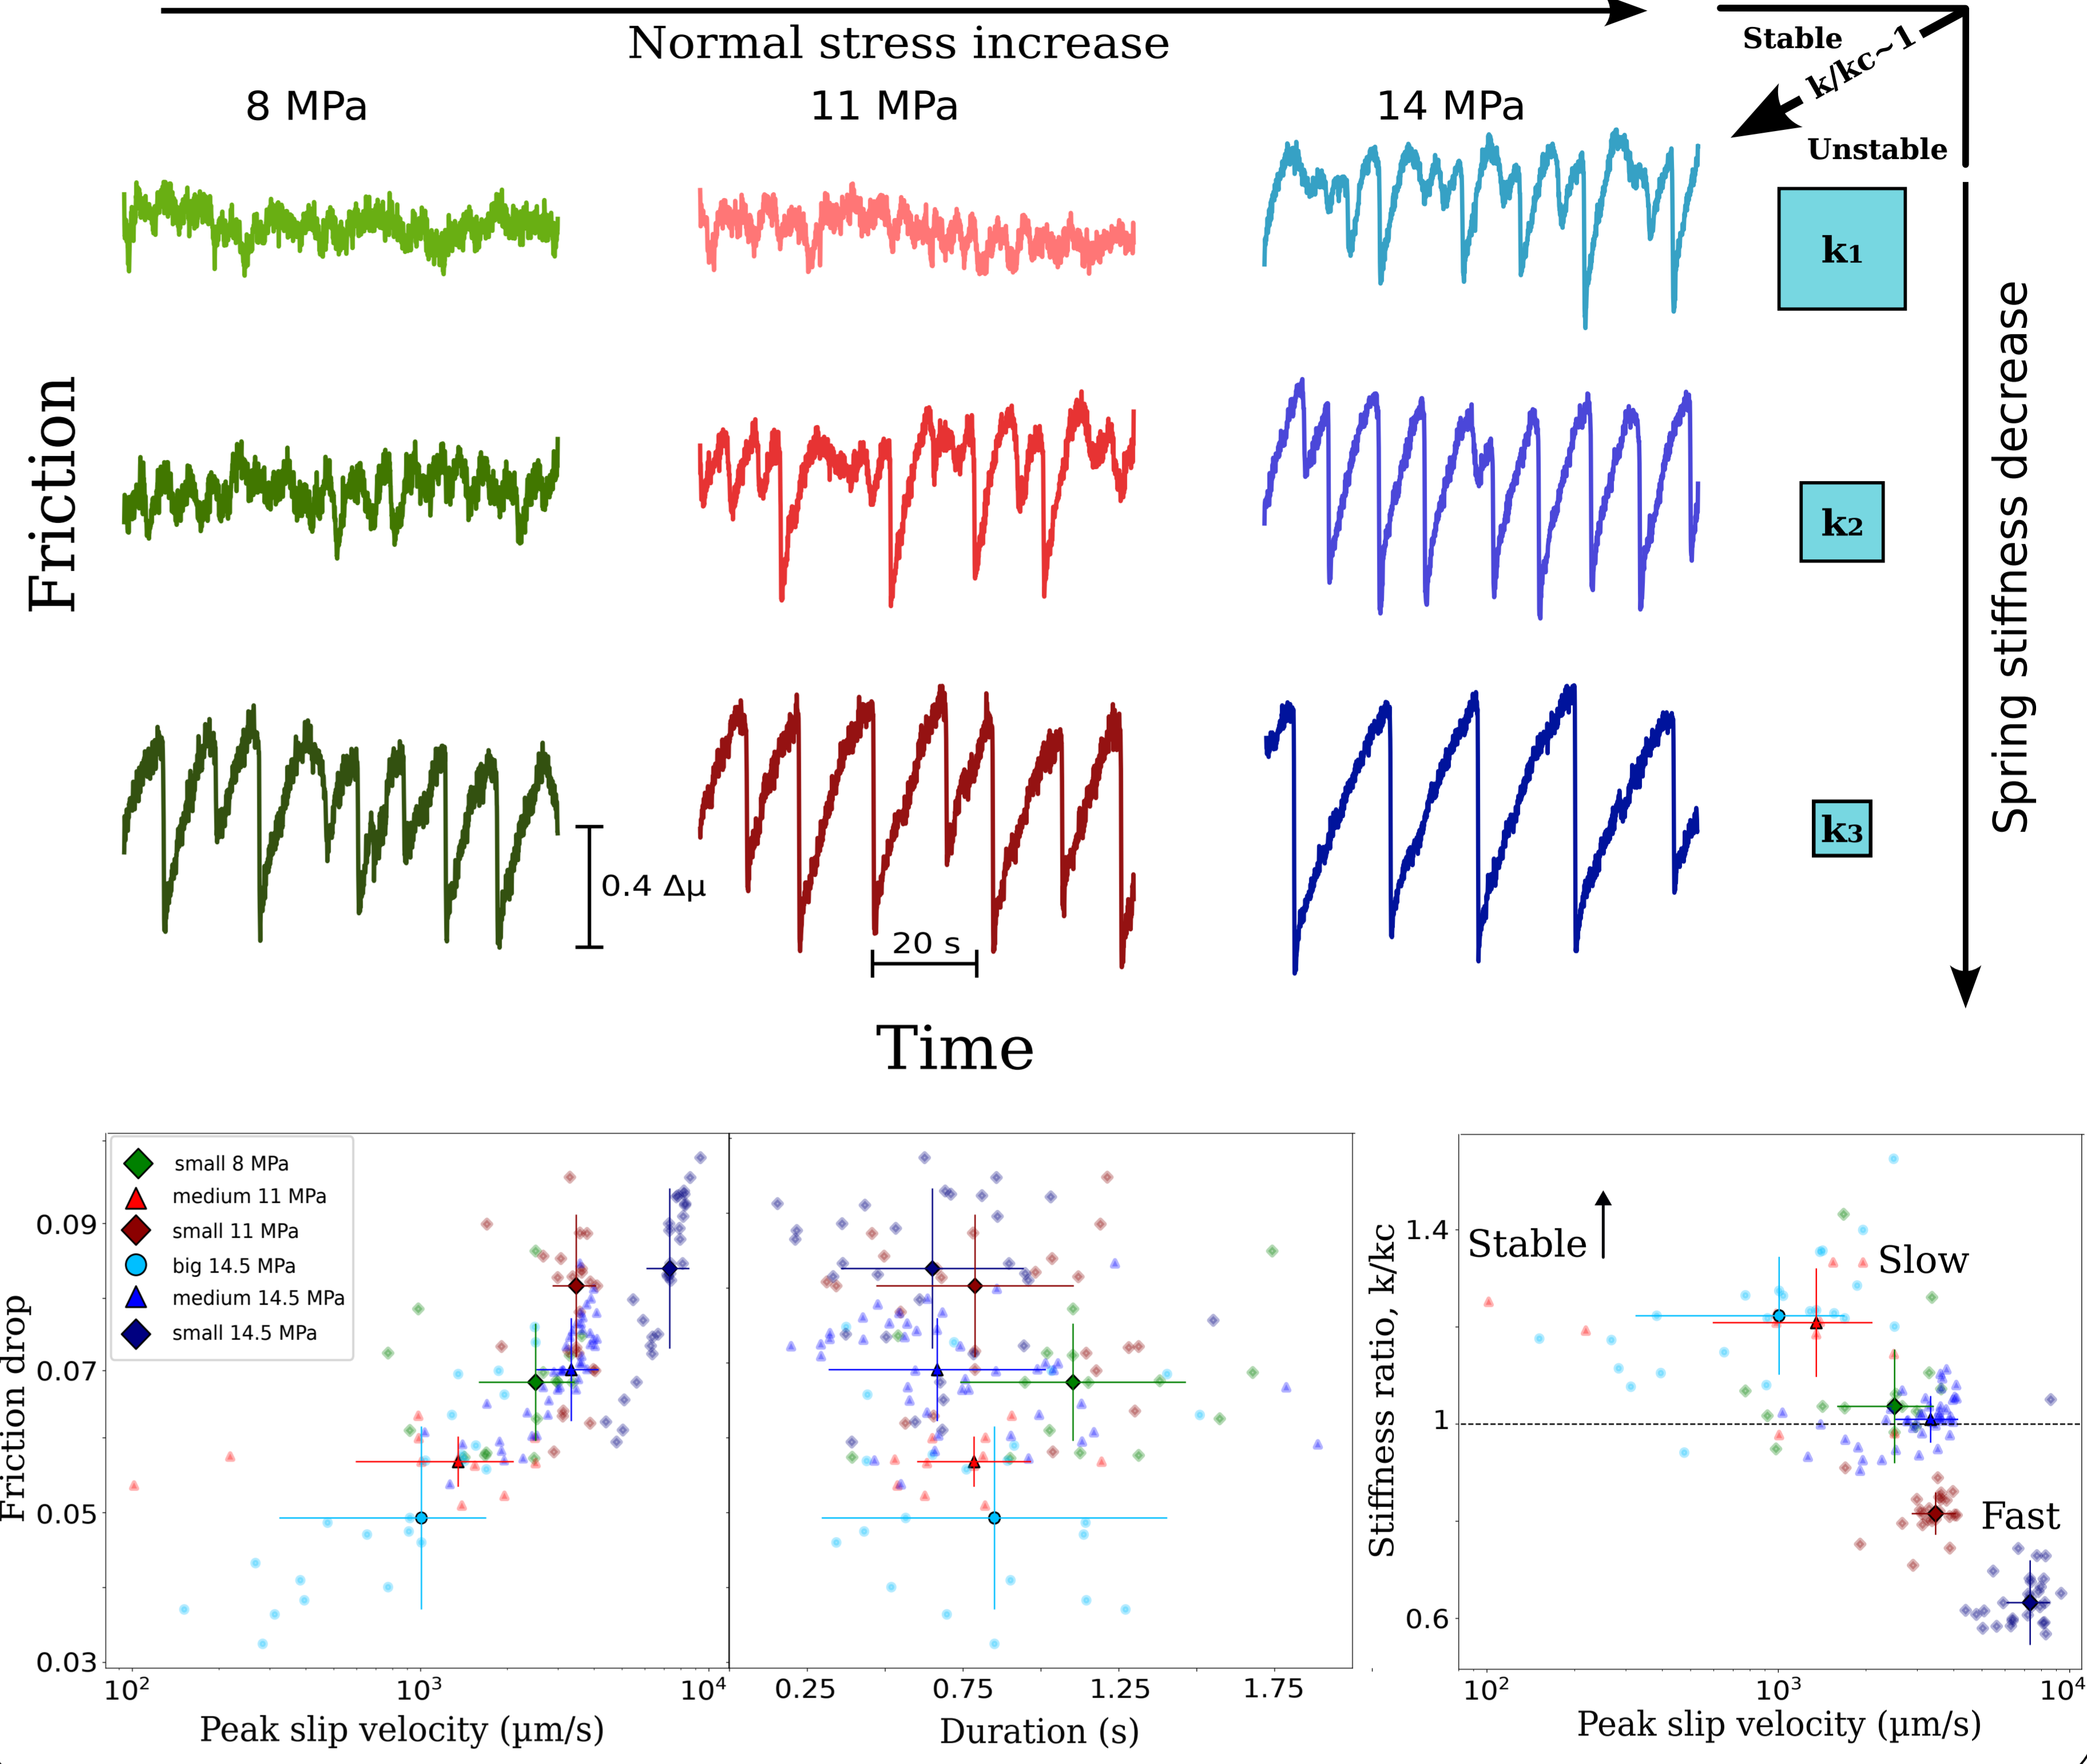 Normal stress increase
Stable
k/kc~1
Unstable
8 MPa
11 MPa
14 MPa
k₁
k₂
k₃
Spring stiffness decrease
Friction
0.4 Δμ
20 s
Time
small 8 MPa
medium 11 MPa
small 11 MPa
big 14.5 MPa
medium 14.5 MPa
small 14.5 MPa
Friction drop
0.09
0.07
0.05
0.03
10²
10³
10⁴
Peak slip velocity (μm/s)
0.25
0.75
1.25
1.75
Duration (s)
Stiffness ratio, k/kc
1.4
1
0.6
Stable
Slow
Fast
10²
10³
10⁴
Peak slip velocity (μm/s)